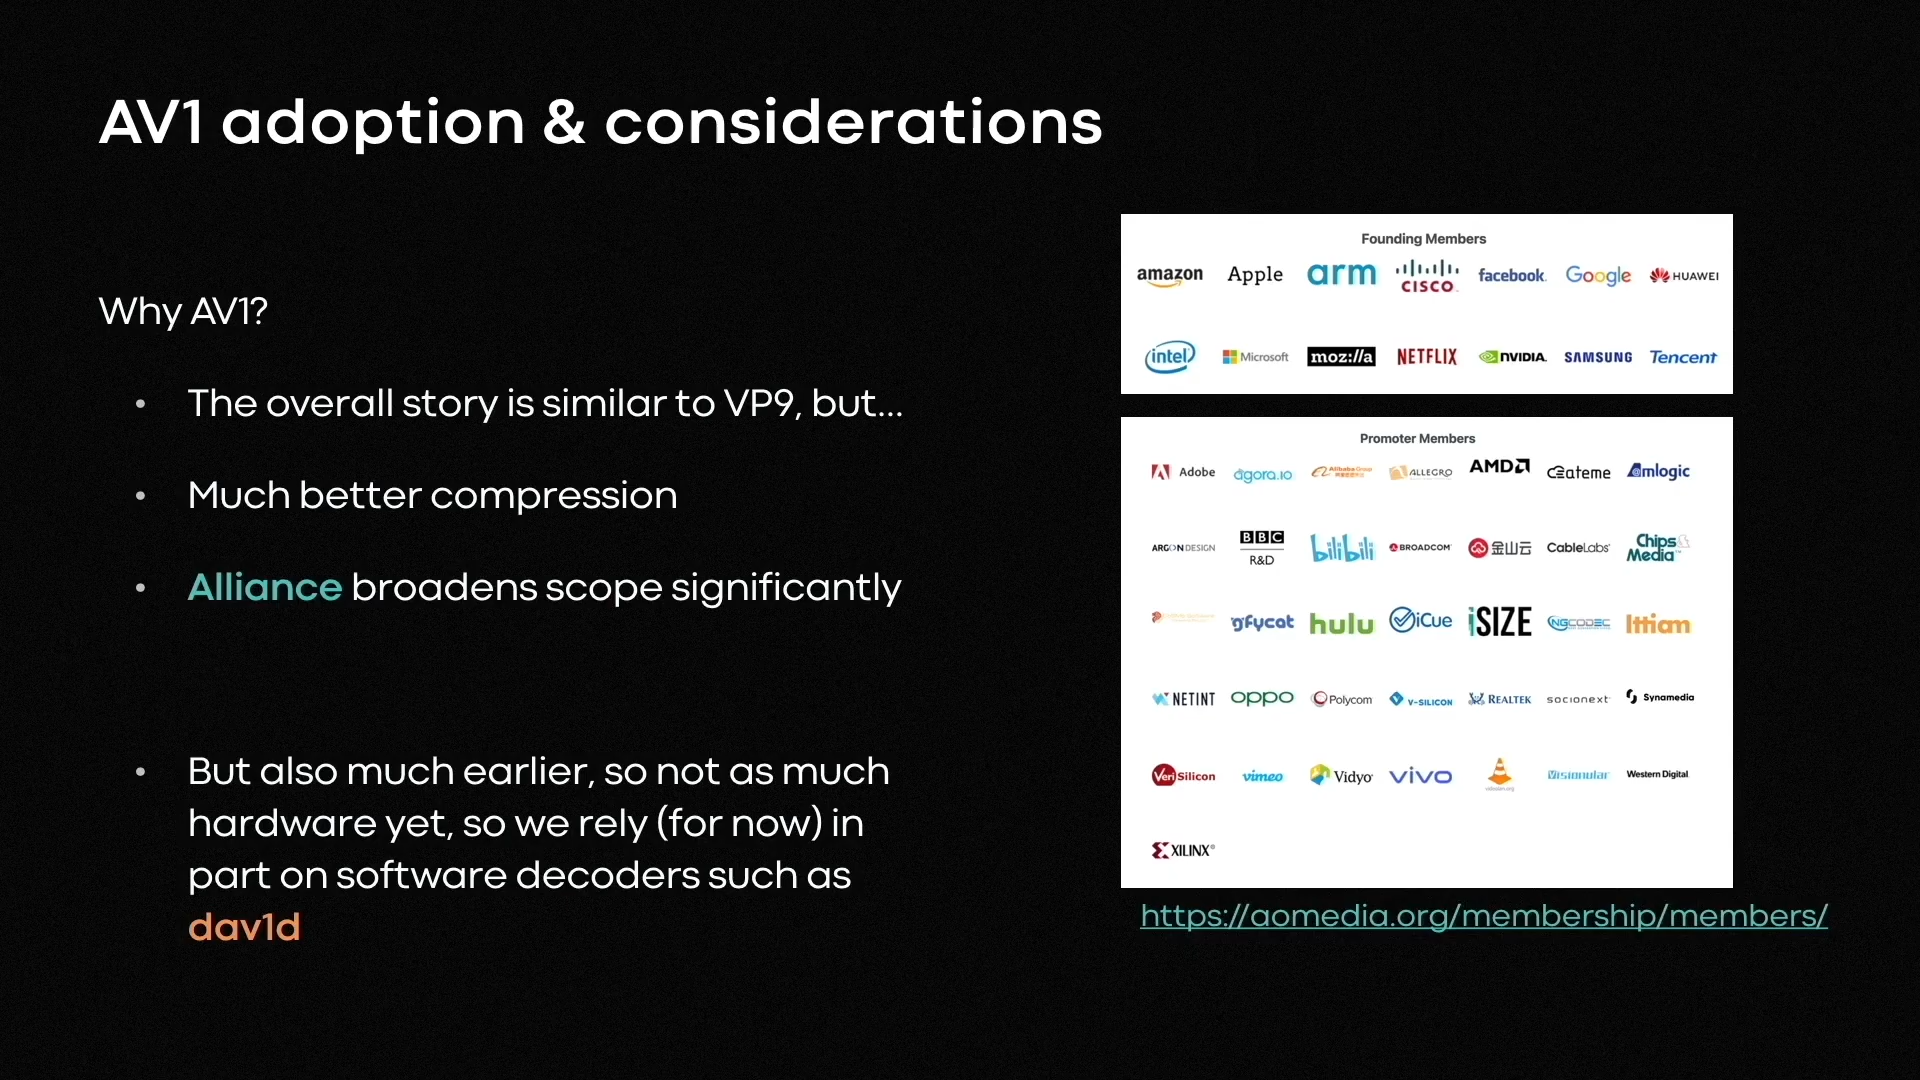 AV1 adoption & considerations
Why AV1?
• The overall story is similar to VP9, but...
• Much better compression
• Alliance broadens scope significantly
• But also much earlier, so not as much
hardware yet, so we rely (for now) in
part on software decoders such as
dav1d
Founding Members
amazon Apple arm CISCO facebook. Google HUAWEI
intel Microsoft moz://a NETFLIX NVIDIA. SAMSUNG Tencent
Promoter Members
Adobe agora.io Alibaba Group ALLEGRO AMD ateme Amlogic
ARGON DESIGN BBC R&D bilibili BROADCOM 金山云 CableLabs Chips Media
gfycat hulu iCue iSIZE NGCODEC Ittiam
NETINT oppo Polycom V-SILICON REALTEK socionext Synamedia
VeriSilicon vimeo Vidyo vivo Visionular Western Digital
XILINX
https://aomedia.org/membership/members/